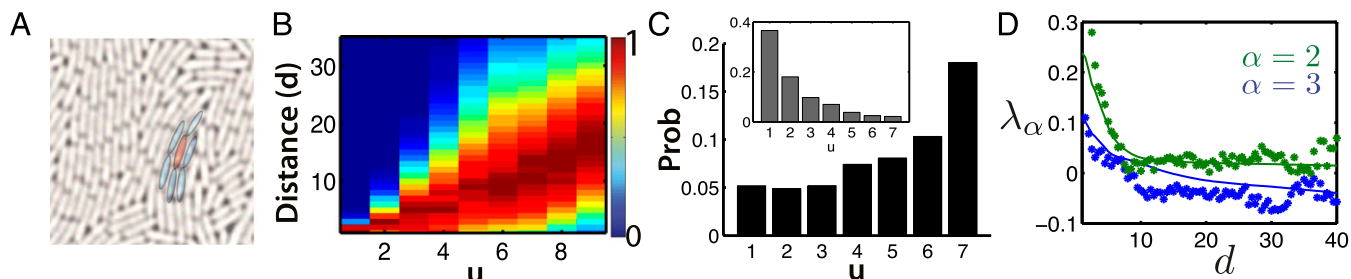 A
B
Distance (d)
30
20
10
2 4 6 8
u
1
0
C
Prob
0.2
0.15
0.1
0.05
0
1 2 3 4 5 6 7
u
0.4
0.2
0
1 2 3 4 5 6 7
u
D
λα
0.3
0.2
0.1
0
−0.1
10 20 30 40
d
α = 2
α = 3